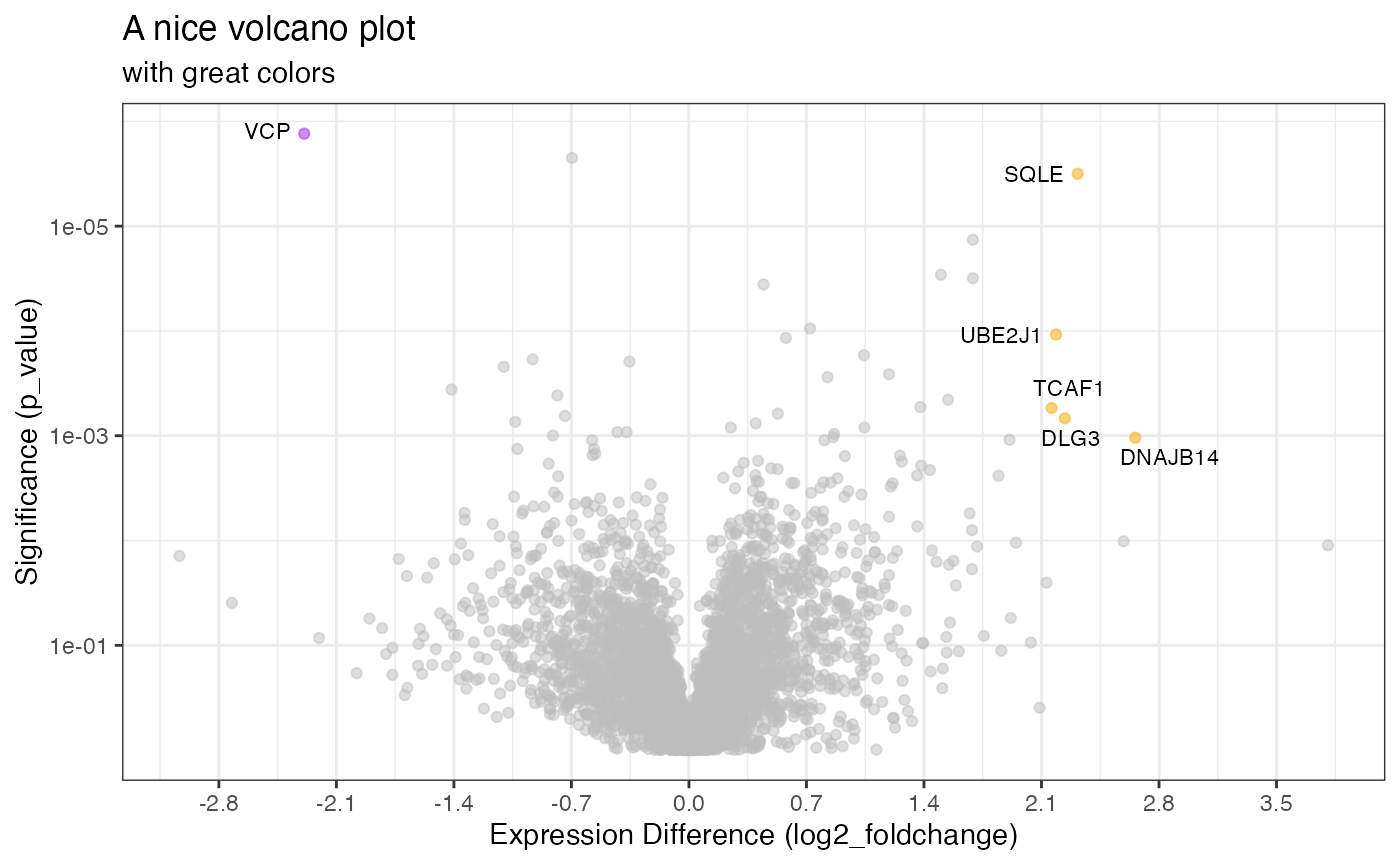 A nice volcano plot
with great colors
VCP
SQLE
1e-05
UBE2J1
TCAF1
1e-03
DLG3
DNAJB14
1e-01
Significance (p_value)
-2.8 -2.1 -1.4 -0.7 0.0 0.7 1.4 2.1 2.8 3.5
Expression Difference (log2_foldchange)